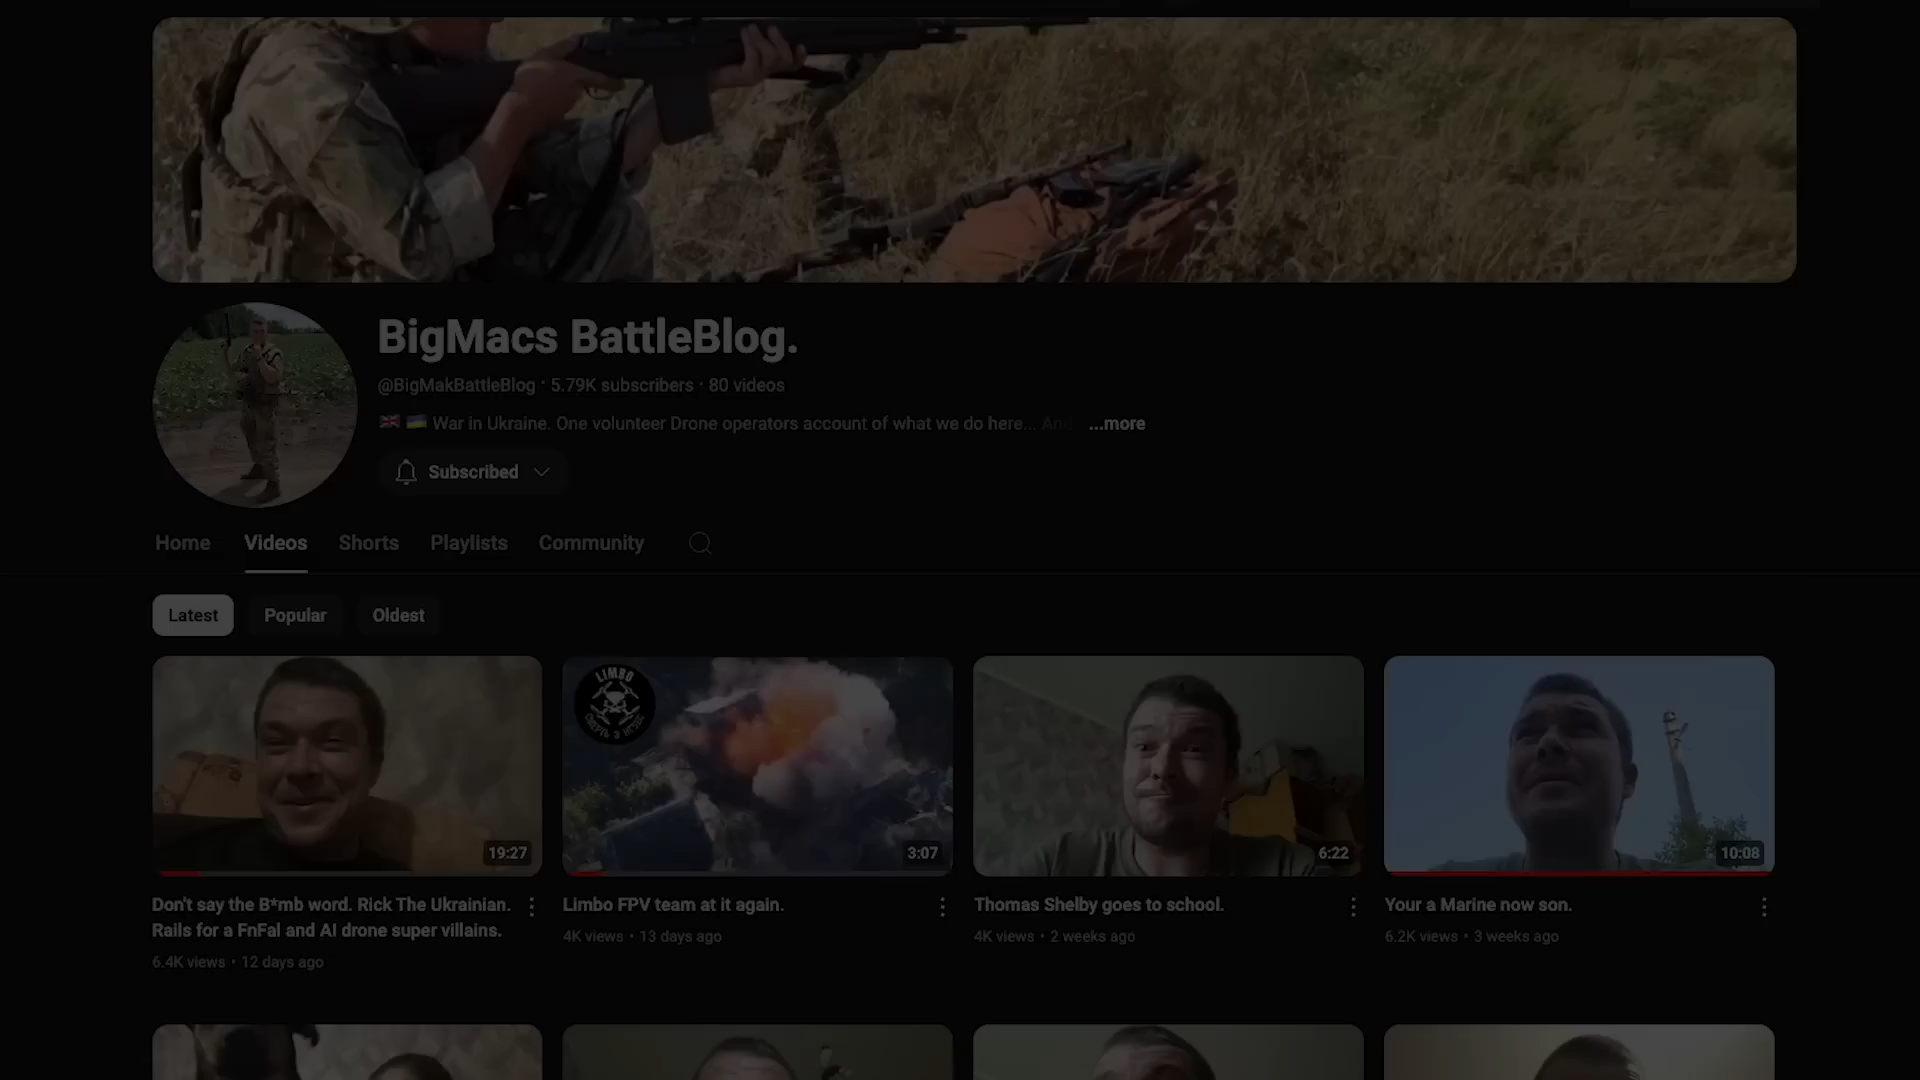 BigMacs BattleBlog.
@BigMakBattleBlog · 5.79K subscribers · 80 videos
🇬🇧 🇺🇦 War in Ukraine. One volunteer Drone operators account of what we do here... And ...more
Subscribed
Home Videos Shorts Playlists Community
Latest Popular Oldest
LIMBO
СМЕРТЬ З НЕБЕС
19:27 3:07 6:22 10:08
Don't say the B*mb word. Rick The Ukrainian.
Rails for a FnFal and AI drone super villains.
6.4K views • 12 days ago
Limbo FPV team at it again.
4K views • 13 days ago
Thomas Shelby goes to school.
4K views • 2 weeks ago
Your a Marine now son.
6.2K views • 3 weeks ago